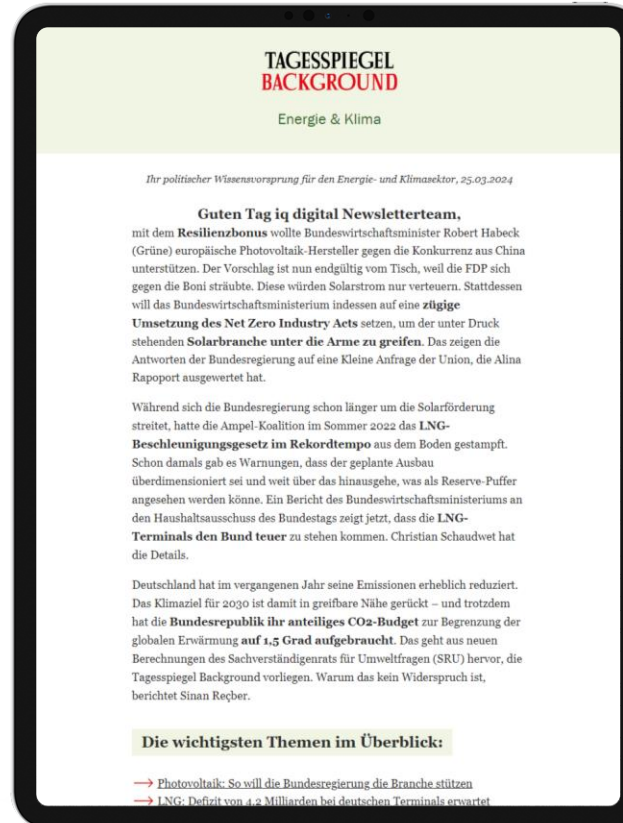 TAGESSPIEGEL
BACKGROUND
Energie & Klima
Ihr politischer Wissensvorsprung für den Energie- und Klimasektor, 25.03.2024
Guten Tag iq digital Newsletterteam,
mit dem Resilienzbonus wollte Bundeswirtschaftsminister Robert Habeck
(Grüne) europäische Photovoltaik-Hersteller gegen die Konkurrenz aus China
unterstützen. Der Vorschlag ist nun endgültig vom Tisch, weil die FDP sich
gegen die Boni sträubte. Diese würden Solarstrom nur verteuern. Stattdessen
will das Bundeswirtschaftsministerium indessen auf eine zügige
Umsetzung des Net Zero Industry Acts setzen, um der unter Druck
stehenden Solarbranche unter die Arme zu greifen. Das zeigen die
Antworten der Bundesregierung auf eine Kleine Anfrage der Union, die Alina
Rapoport ausgewertet hat.
Während sich die Bundesregierung schon länger um die Solarförderung
streitet, hatte die Ampel-Koalition im Sommer 2022 das LNG-
Beschleunigungsgesetz im Rekordtempo aus dem Boden gestampft.
Schon damals gab es Warnungen, dass der geplante Ausbau
überdimensioniert sei und weit über das hinausgehe, was als Reserve-Puffer
angesehen werden könne. Ein Bericht des Bundeswirtschaftsministeriums an
den Haushaltsausschuss des Bundestags zeigt jetzt, dass die LNG-
Terminals den Bund teuer zu stehen kommen. Christian Schaudwet hat
die Details.
Deutschland hat im vergangenen Jahr seine Emissionen erheblich reduziert.
Das Klimaziel für 2030 ist damit in greifbare Nähe gerückt – und trotzdem
hat die Bundesrepublik ihr anteiliges CO2-Budget zur Begrenzung der
globalen Erwärmung auf 1,5 Grad aufgebraucht. Das geht aus neuen
Berechnungen des Sachverständigenrats für Umweltfragen (SRU) hervor, die
Tagesspiegel Background vorliegen. Warum das kein Widerspruch ist,
berichtet Sinan Reçber.
Die wichtigsten Themen im Überblick:
→ Photovoltaik: So will die Bundesregierung die Branche stützen
→ LNG: Defizit von 4,2 Milliarden bei deutschen Terminals erwartet